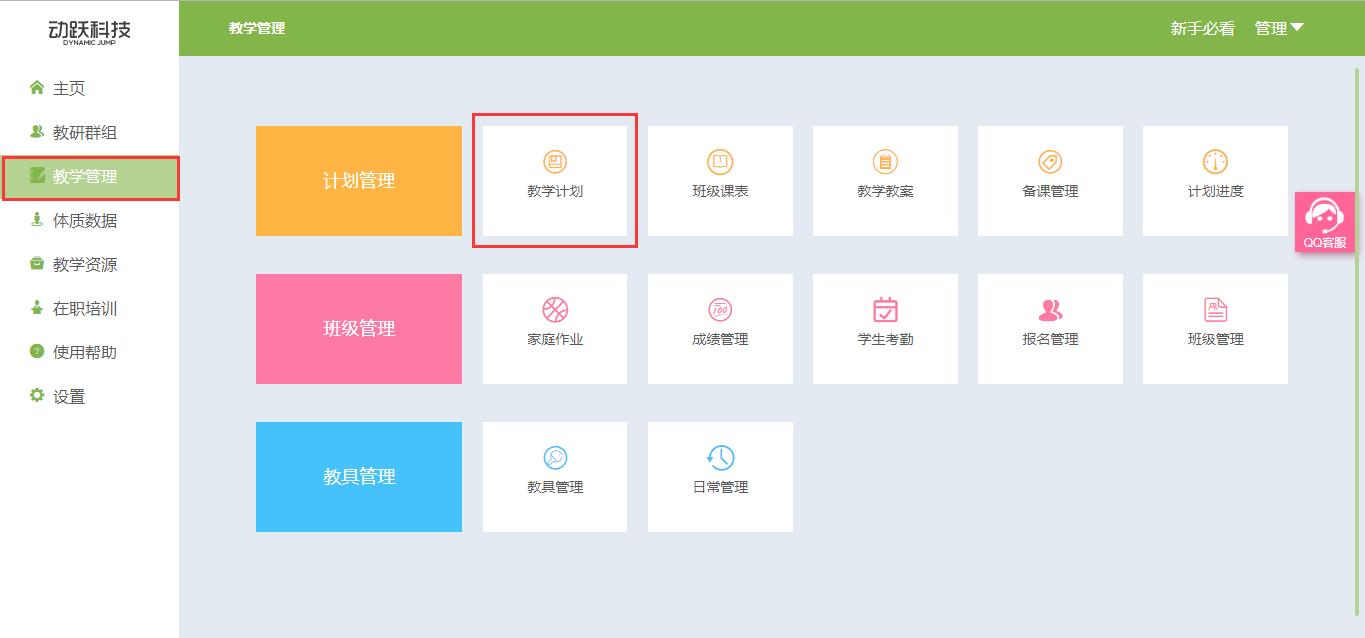 动跃科技
DYNAMIC JUMP
教学管理
新手必看
管理
主页
教研群组
教学管理
体质数据
教学资源
在职培训
使用帮助
设置
计划管理
教学计划
班级课表
教学教案
备课管理
计划进度
QQ客服
班级管理
家庭作业
100
成绩管理
学生考勤
报名管理
班级管理
教具管理
教具管理
日常管理